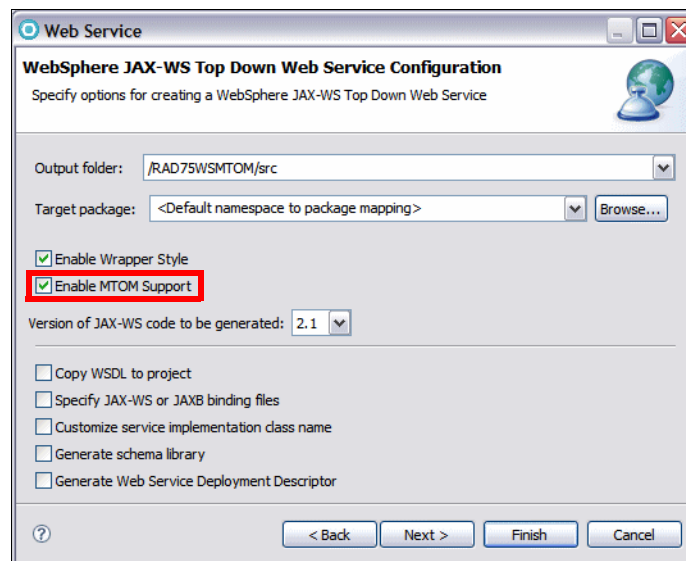 Web Service
WebSphere JAX-WS Top Down Web Service Configuration
Specify options for creating a WebSphere JAX-WS Top Down Web Service
Output folder: /RAD75WSMTOM/src
Target package: <Default namespace to package mapping> Browse...
Enable Wrapper Style
Enable MTOM Support
Version of JAX-WS code to be generated: 2.1
Copy WSDL to project
Specify JAX-WS or JAXB binding files
Customize service implementation class name
Generate schema library
Generate Web Service Deployment Descriptor
? < Back Next > Finish Cancel